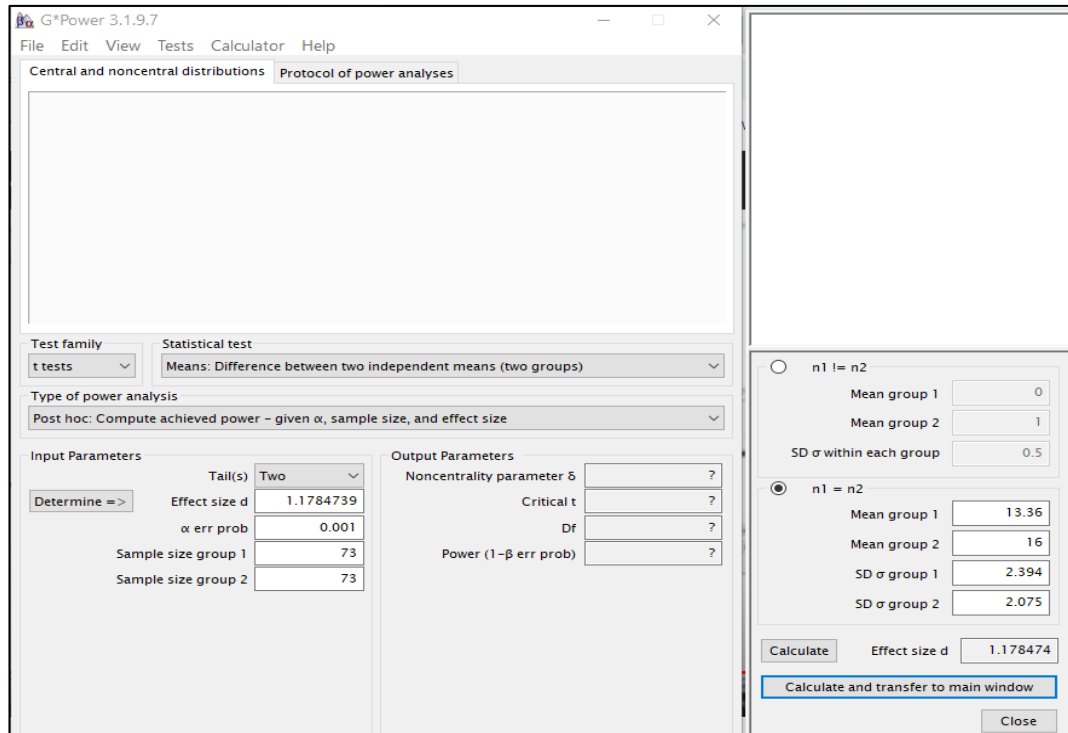 G*Power 3.1.9.7
File Edit View Tests Calculator Help
Central and noncentral distributions Protocol of power analyses
Test family Statistical test
t tests Means: Difference between two independent means (two groups)
Type of power analysis
Post hoc: Compute achieved power – given α, sample size, and effect size
Input Parameters
Tail(s) Two
Determine => Effect size d 1.1784739
α err prob 0.001
Sample size group 1 73
Sample size group 2 73
Output Parameters
Noncentrality parameter δ ?
Critical t ?
Df ?
Power (1-β err prob) ?
n1 != n2
Mean group 1 0
Mean group 2 1
SD σ within each group 0.5
n1 = n2
Mean group 1 13.36
Mean group 2 16
SD σ group 1 2.394
SD σ group 2 2.075
Calculate Effect size d 1.178474
Calculate and transfer to main window
Close